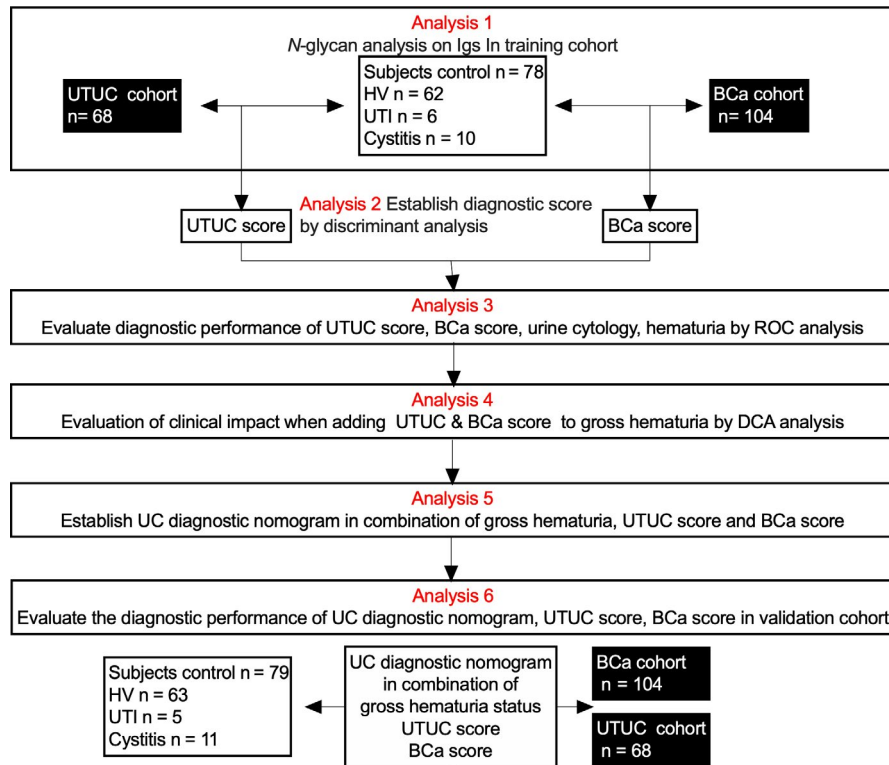 Analysis 1
N-glycan analysis on Igs In training cohort
UTUC cohort
n= 68
Subjects control n = 78
HV n = 62
UTI n = 6
Cystitis n = 10
BCa cohort
n= 104
Analysis 2 Establish diagnostic score
by discriminant analysis
UTUC score
BCa score
Analysis 3
Evaluate diagnostic performance of UTUC score, BCa score, urine cytology, hematuria by ROC analysis
Analysis 4
Evaluation of clinical impact when adding UTUC & BCa score to gross hematuria by DCA analysis
Analysis 5
Establish UC diagnostic nomogram in combination of gross hematuria, UTUC score and BCa score
Analysis 6
Evaluate the diagnostic performance of UC diagnostic nomogram, UTUC score, BCa score in validation cohort
Subjects control n = 79
HV n = 63
UTI n = 5
Cystitis n = 11
UC diagnostic nomogram
in combination of
gross hematuria status
UTUC score
BCa score
BCa cohort
n = 104
UTUC cohort
n = 68